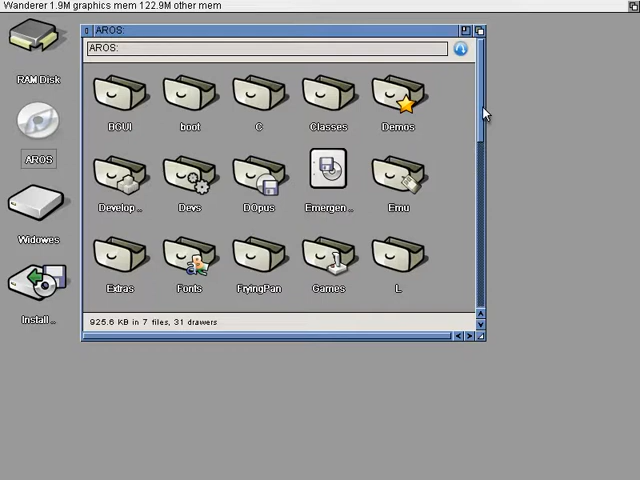 Wanderer 1.9M graphics mem 122.9M other mem
AROS:
AROS:
RAM Disk
AROS
Widowes
Install..
BGUI
boot
C
Classes
Demos
Develop..
Devs
DOpus
Emergen..
Emu
Extras
Fonts
FryingPan
Games
L
925.6 KB in 7 files, 31 drawers